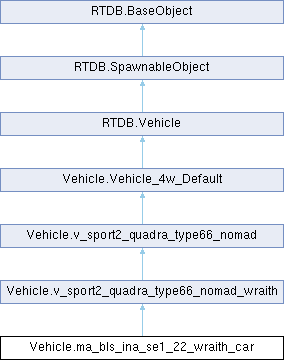 RTDB.BaseObject
RTDB.SpawnableObject
RTDB.Vehicle
Vehicle.Vehicle_4w_Default
Vehicle.v_sport2_quadra_type66_nomad
Vehicle.v_sport2_quadra_type66_nomad_wraith
Vehicle.ma_bls_ina_se1_22_wraith_car